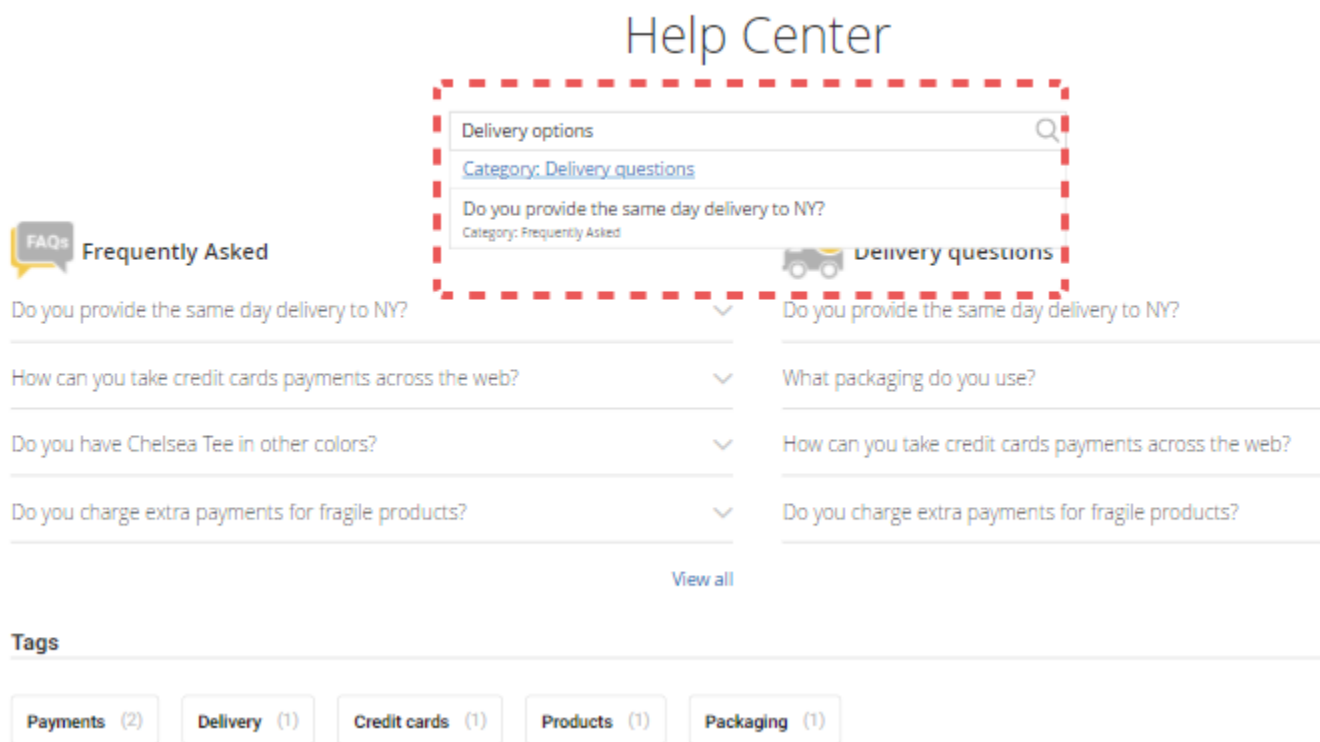 Help Center
Delivery options
Category: Delivery questions
Do you provide the same day delivery to NY?
Category: Frequently Asked
FAQs
Frequently Asked
Do you provide the same day delivery to NY?
How can you take credit cards payments across the web?
Do you have Chelsea Tee in other colors?
Do you charge extra payments for fragile products?
View all
Delivery questions
Do you provide the same day delivery to NY?
What packaging do you use?
How can you take credit cards payments across the web?
Do you charge extra payments for fragile products?
Tags
Payments (2)
Delivery (1)
Credit cards (1)
Products (1)
Packaging (1)